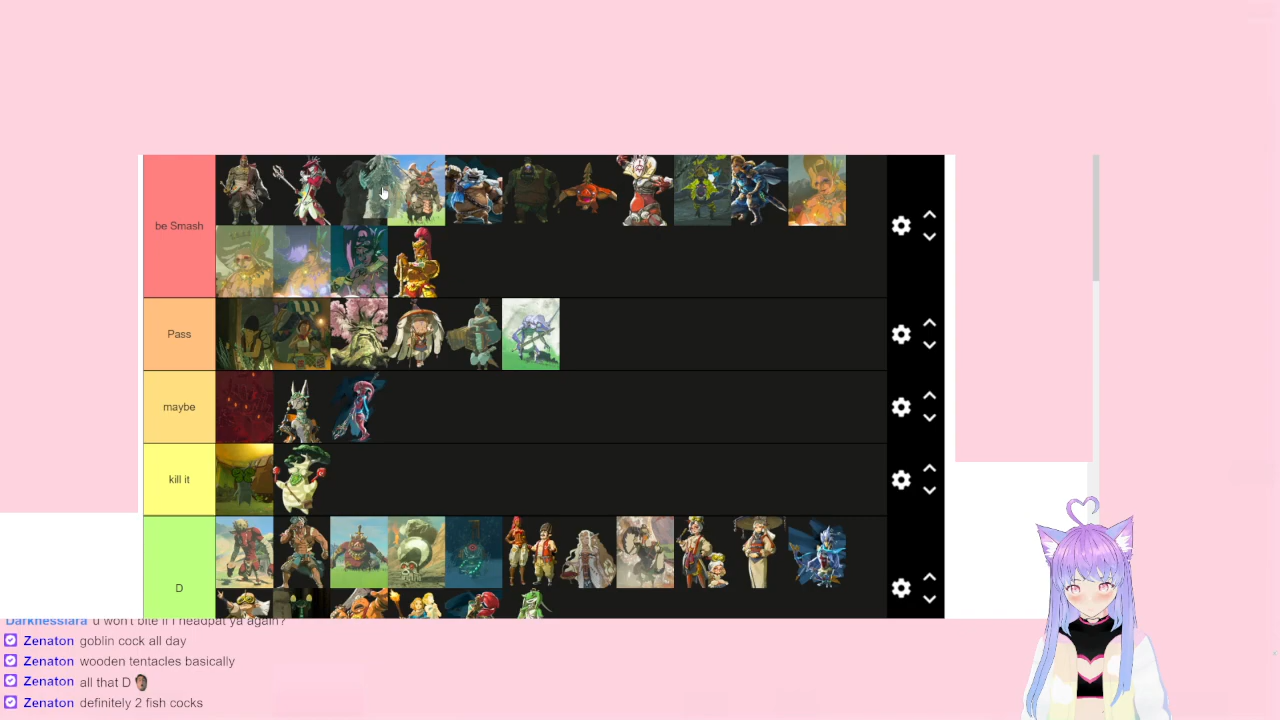 be Smash
Pass
maybe
kill it
D
Darknesslara u won't bite if I headpat ya again?
Zenaton goblin cock all day
Zenaton wooden tentacles basically
Zenaton all that D
Zenaton definitely 2 fish cocks